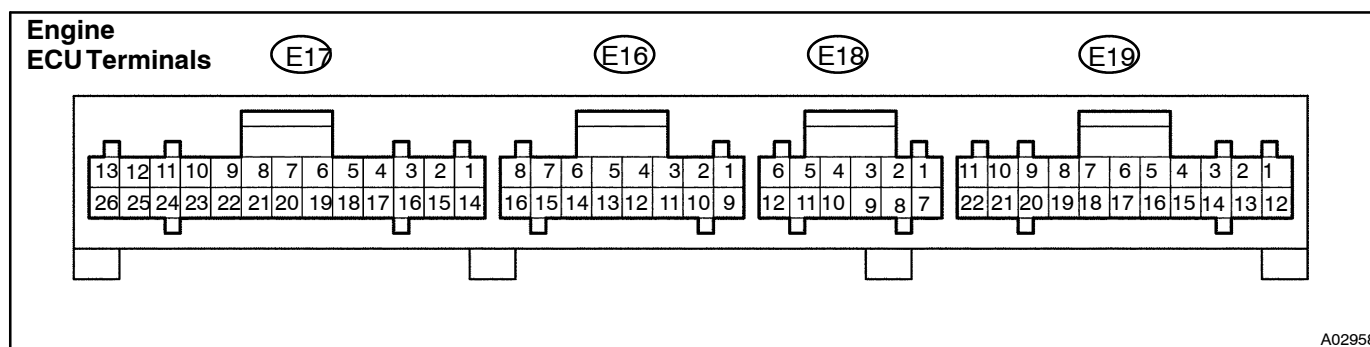 Engine
ECU Terminals
E17 E16 E18 E19
13 12 11 10 9 8 7 6 5 4 3 2 1 8 7 6 5 4 3 2 1 6 5 4 3 2 1 11 10 9 8 7 6 5 4 3 2 1
26 25 24 23 22 21 20 19 18 17 16 15 14 16 15 14 13 12 11 10 9 12 11 10 9 8 7 22 21 20 19 18 17 16 15 14 13 12
A02958